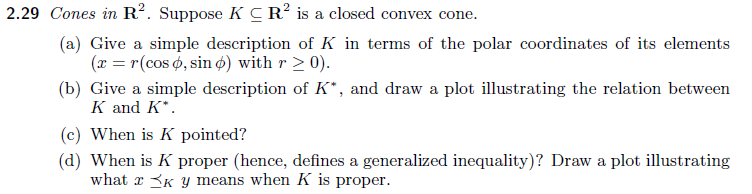 2.29 Cones in R². Suppose K ⊆ R² is a closed convex cone.
(a) Give a simple description of K in terms of the polar coordinates of its elements
(x = r(cos ϕ, sin ϕ) with r ≥ 0).
(b) Give a simple description of K*, and draw a plot illustrating the relation between
K and K*.
(c) When is K pointed?
(d) When is K proper (hence, defines a generalized inequality)? Draw a plot illustrating
what x ⪯K y means when K is proper.